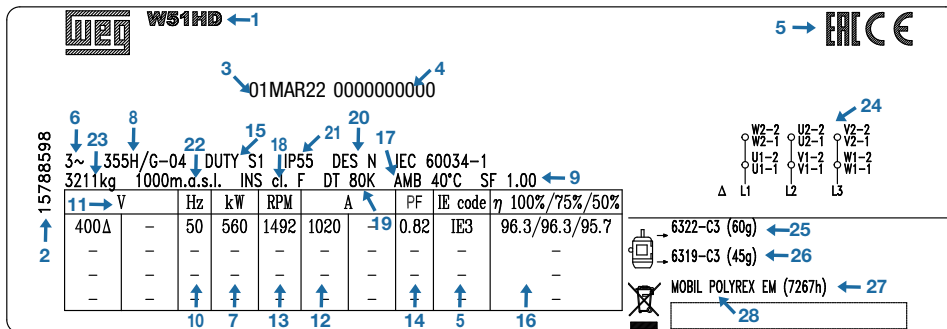 WEG W51HD 1
5 EAC CE
3 4
01MAR22 0000000000
6 23 8 22 15 18 21 20 17 24
15788598
2
3~ 355H/G-04 DUTY S1 IP55 DES N IEC 60034-1
3211kg 1000m.a.s.l. INS cl. F DT 80K AMB 40°C SF 1.00 9
W2-2 U2-2 V2-2
W2-1 U2-1 V2-1
U1-2 V1-2 W1-2
U1-1 V1-1 W1-1
Δ L1 L2 L3
11 V Hz kW RPM A 19 PF IE code η 100%/75%/50%
400Δ - 50 560 1492 1020 - 0.82 IE3 96.3/96.3/95.7
- - - - - - - - - -
- - - - - - - - - -
- - - - - - - - - -
10 7 13 12 14 5 16
6322-C3 (60g) 25
6319-C3 (45g) 26
MOBIL POLYREX EM (7267h) 27
28